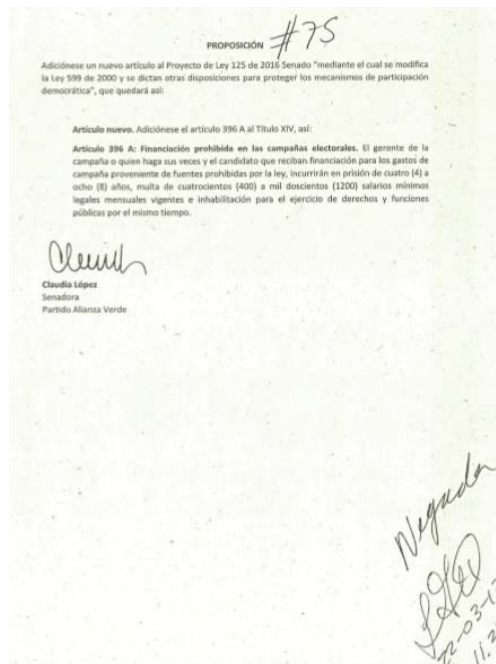 PROPOSICIÓN #75
Adiciónese un nuevo artículo al Proyecto de Ley 125 de 2016 Senado "mediante el cual se modifica
la Ley 599 de 2000 y se dictan otras disposiciones para proteger los mecanismos de participación
democrática", que quedará así:
Artículo nuevo. Adiciónese el artículo 396 A al Título XIV, así:
Artículo 396 A: Financiación prohibida en las campañas electorales. El gerente de la
campaña o quien haga sus veces y el candidato que reciban financiación para los gastos de
campaña proveniente de fuentes prohibidas por la ley, incurrirán en prisión de cuatro (4) a
ocho (8) años, multa de cuatrocientos (400) a mil doscientos (1200) salarios mínimos
legales mensuales vigentes e inhabilitación para el ejercicio de derechos y funciones
públicas por el mismo tiempo.
Claudia López
Senadora
Partido Alianza Verde
Negada
22-03-17